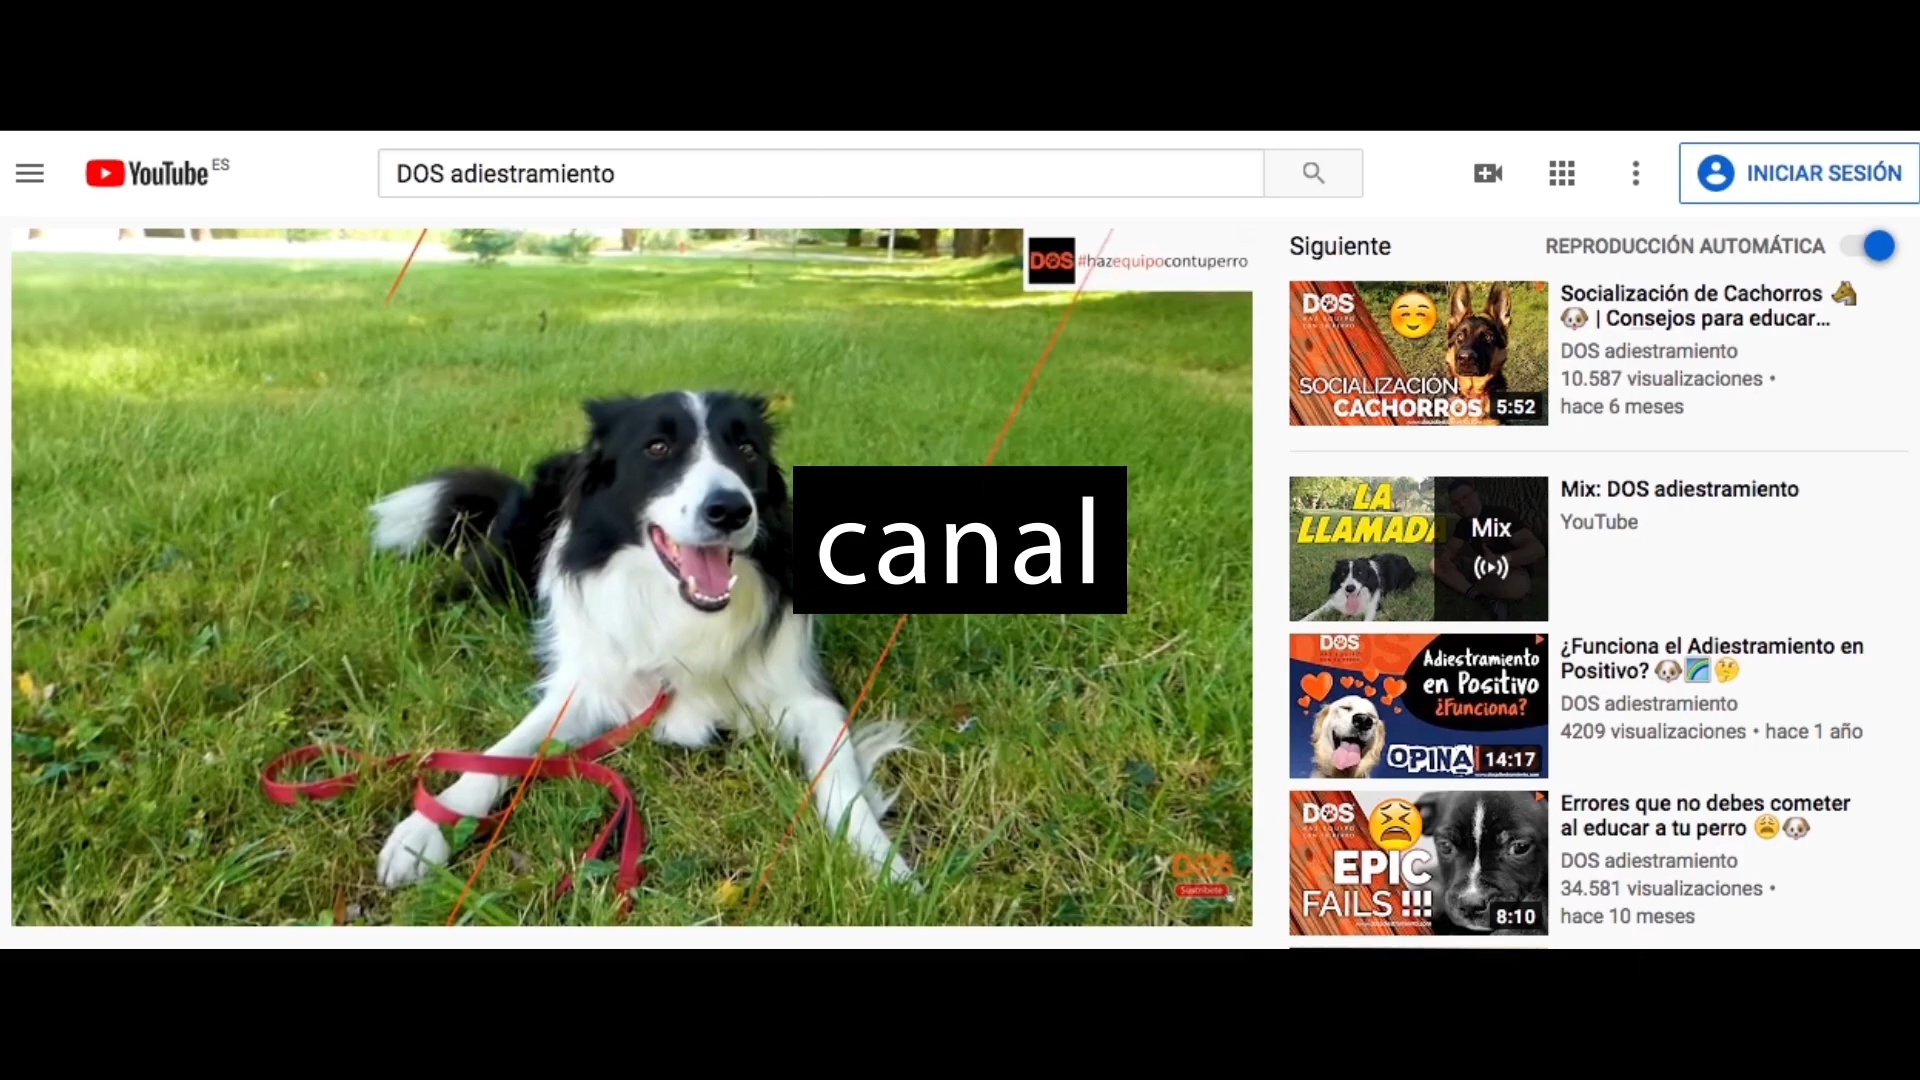 YouTube ES
DOS adiestramiento
INICIAR SESIÓN
DOS #hazequipocontuperro
canal
DOS
Suscríbete
Siguiente
REPRODUCCIÓN AUTOMÁTICA
DOS
SOCIALIZACIÓN
CACHORROS
5:52
Socialización de Cachorros
| Consejos para educar...
DOS adiestramiento
10.587 visualizaciones •
hace 6 meses
LA
LLAMADA
Mix
Mix: DOS adiestramiento
YouTube
DOS
Adiestramiento
en Positivo
¿Funciona?
OPINA
14:17
¿Funciona el Adiestramiento en
Positivo?
DOS adiestramiento
4209 visualizaciones • hace 1 año
DOS
EPIC
FAILS !!!
8:10
Errores que no debes cometer
al educar a tu perro
DOS adiestramiento
34.581 visualizaciones •
hace 10 meses